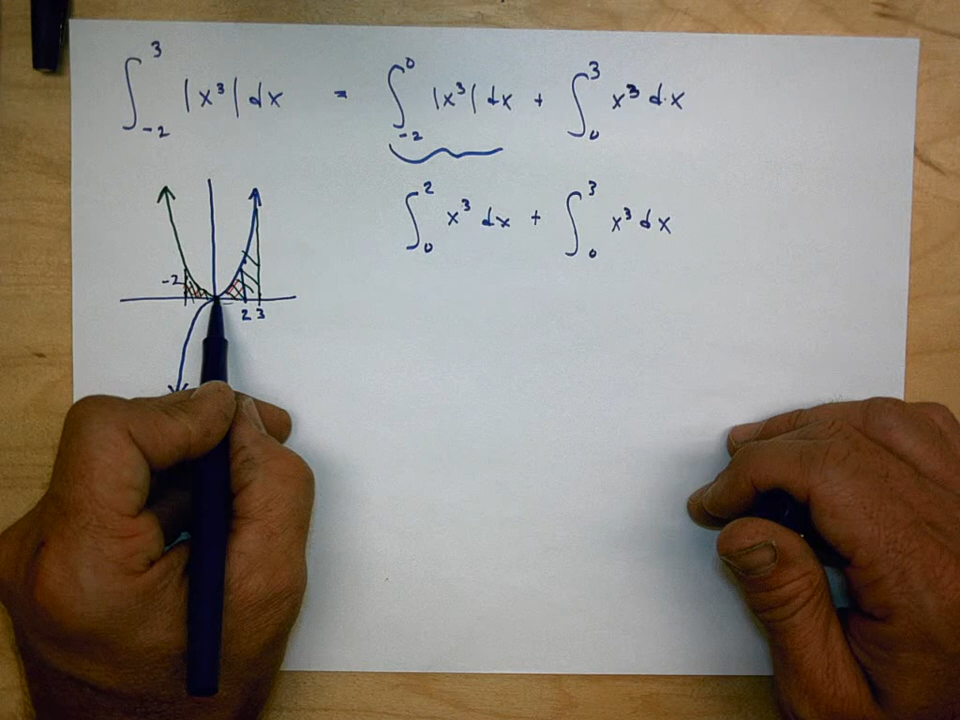 ∫_{-2}^{3} |x³| dx = ∫_{-2}^{0} |x³| dx + ∫_{0}^{3} x³ dx
∫_{0}^{2} x³ dx + ∫_{0}^{3} x³ dx
-2
2 3